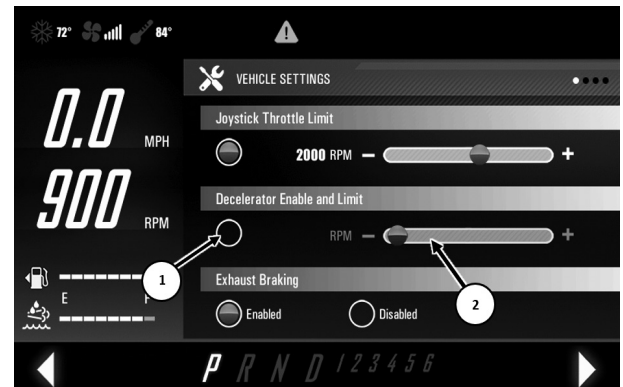 72° 84°
VEHICLE SETTINGS
Joystick Throttle Limit
0.0 MPH
2000 RPM − +
Decelerator Enable and Limit
900 RPM
RPM − +
1
Exhaust Braking
2
E F
Enabled Disabled
P R N D 1 2 3 4 5 6